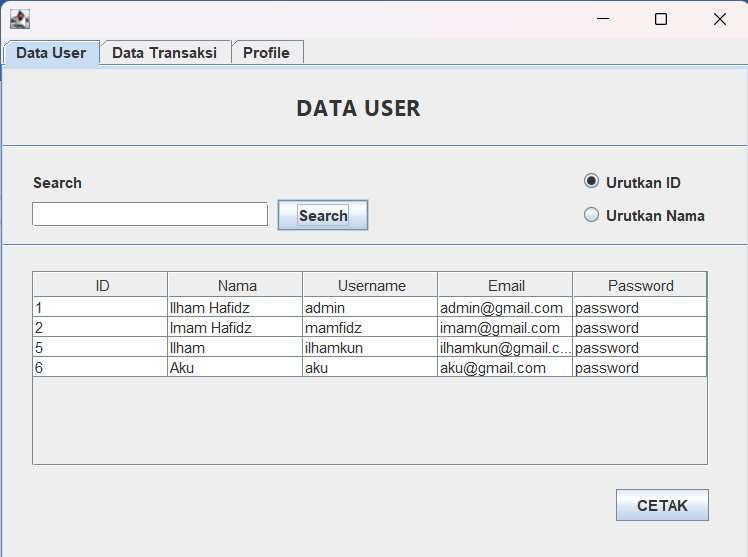 Data User Data Transaksi Profile
DATA USER
Search
Urutkan ID
Search
Urutkan Nama
ID Nama Username Email Password
1 Ilham Hafidz admin admin@gmail.com password
2 Imam Hafidz mamfidz imam@gmail.com password
5 Ilham ilhamkun ilhamkun@gmail.c... password
6 Aku aku aku@gmail.com password
CETAK